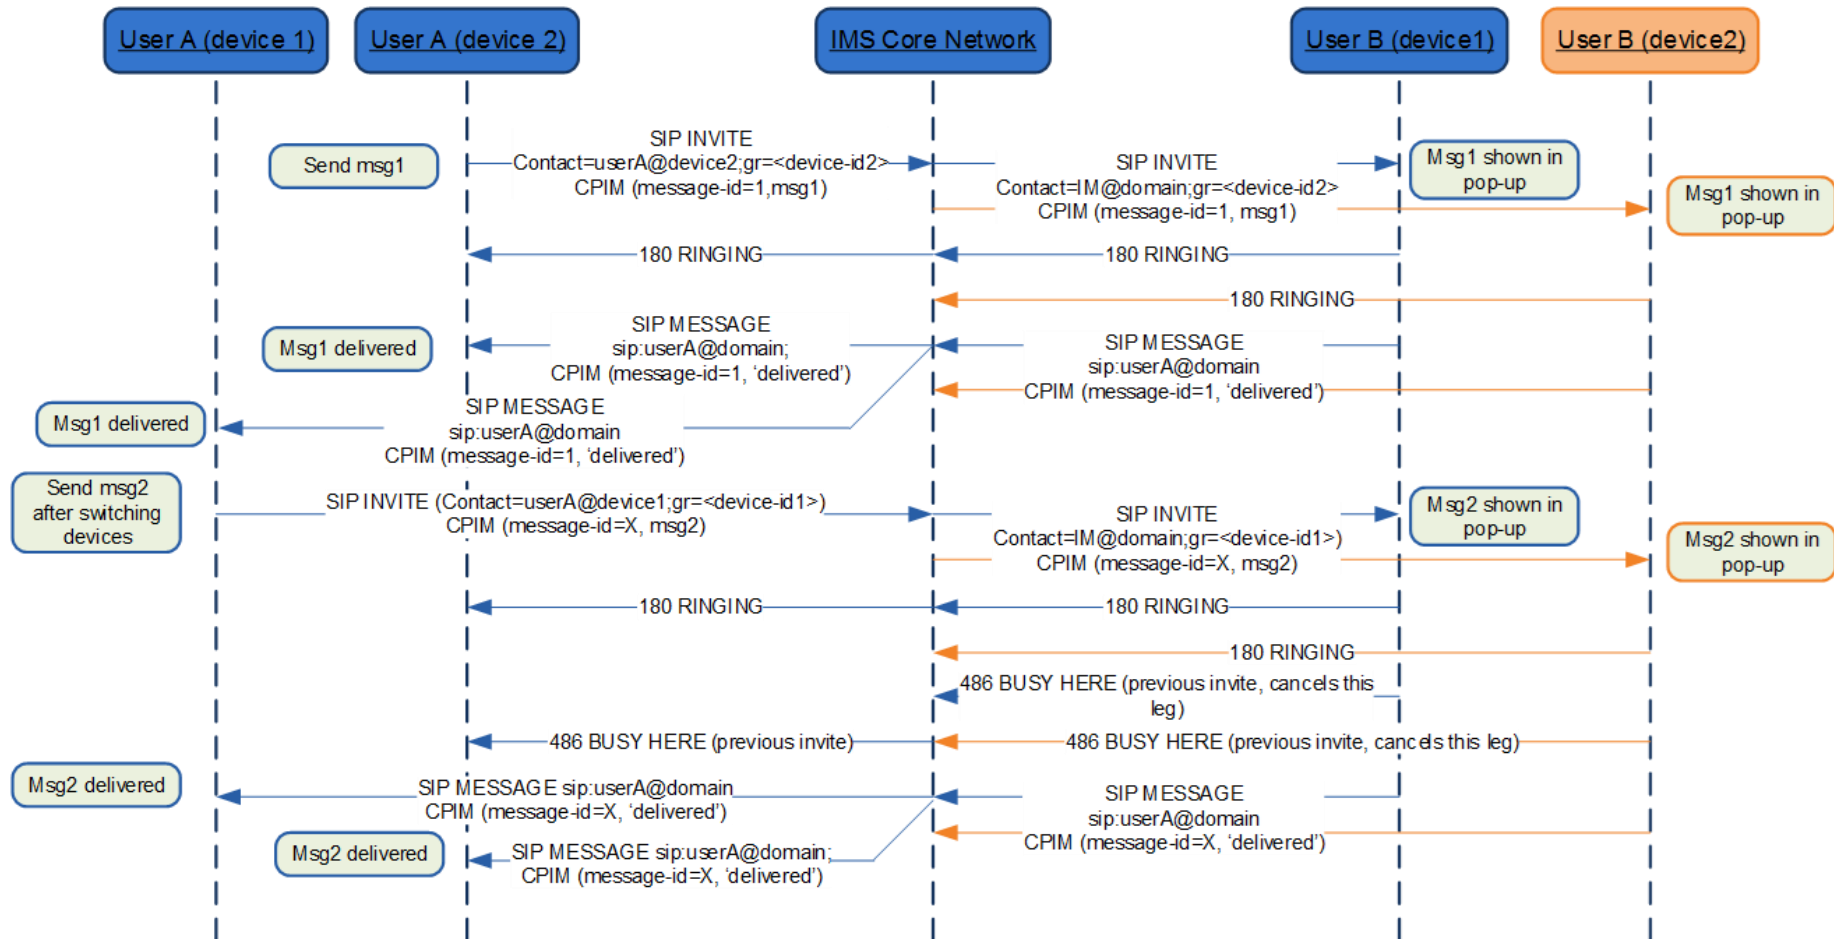 User A (device 1)
User A (device 2)
IMS Core Network
User B (device1)
User B (device2)
Send msg1
SIP INVITE
Contact=userA@device2;gr=<device-id2>
CPIM (message-id=1,msg1)
SIP INVITE
Contact=IM@domain;gr=<device-id2>
CPIM (message-id=1, msg1)
Msg1 shown in
pop-up
Msg1 shown in
pop-up
180 RINGING
180 RINGING
180 RINGING
Msg1 delivered
SIP MESSAGE
sip:userA@domain;
CPIM (message-id=1, ‘delivered’)
SIP MESSAGE
sip:userA@domain
CPIM (message-id=1, ‘delivered’)
Msg1 delivered
SIP MESSAGE
sip:userA@domain
CPIM (message-id=1, ‘delivered’)
Send msg2
after switching
devices
SIP INVITE (Contact=userA@device1;gr=<device-id1>)
CPIM (message-id=X, msg2)
SIP INVITE
Contact=IM@domain;gr=<device-id1>)
CPIM (message-id=X, msg2)
Msg2 shown in
pop-up
Msg2 shown in
pop-up
180 RINGING
180 RINGING
180 RINGING
486 BUSY HERE (previous invite, cancels this
leg)
486 BUSY HERE (previous invite)
486 BUSY HERE (previous invite, cancels this leg)
Msg2 delivered
SIP MESSAGE sip:userA@domain
CPIM (message-id=X, ‘delivered’)
SIP MESSAGE
sip:userA@domain
CPIM (message-id=X, ‘delivered’)
Msg2 delivered
SIP MESSAGE sip:userA@domain;
CPIM (message-id=X, ‘delivered’)